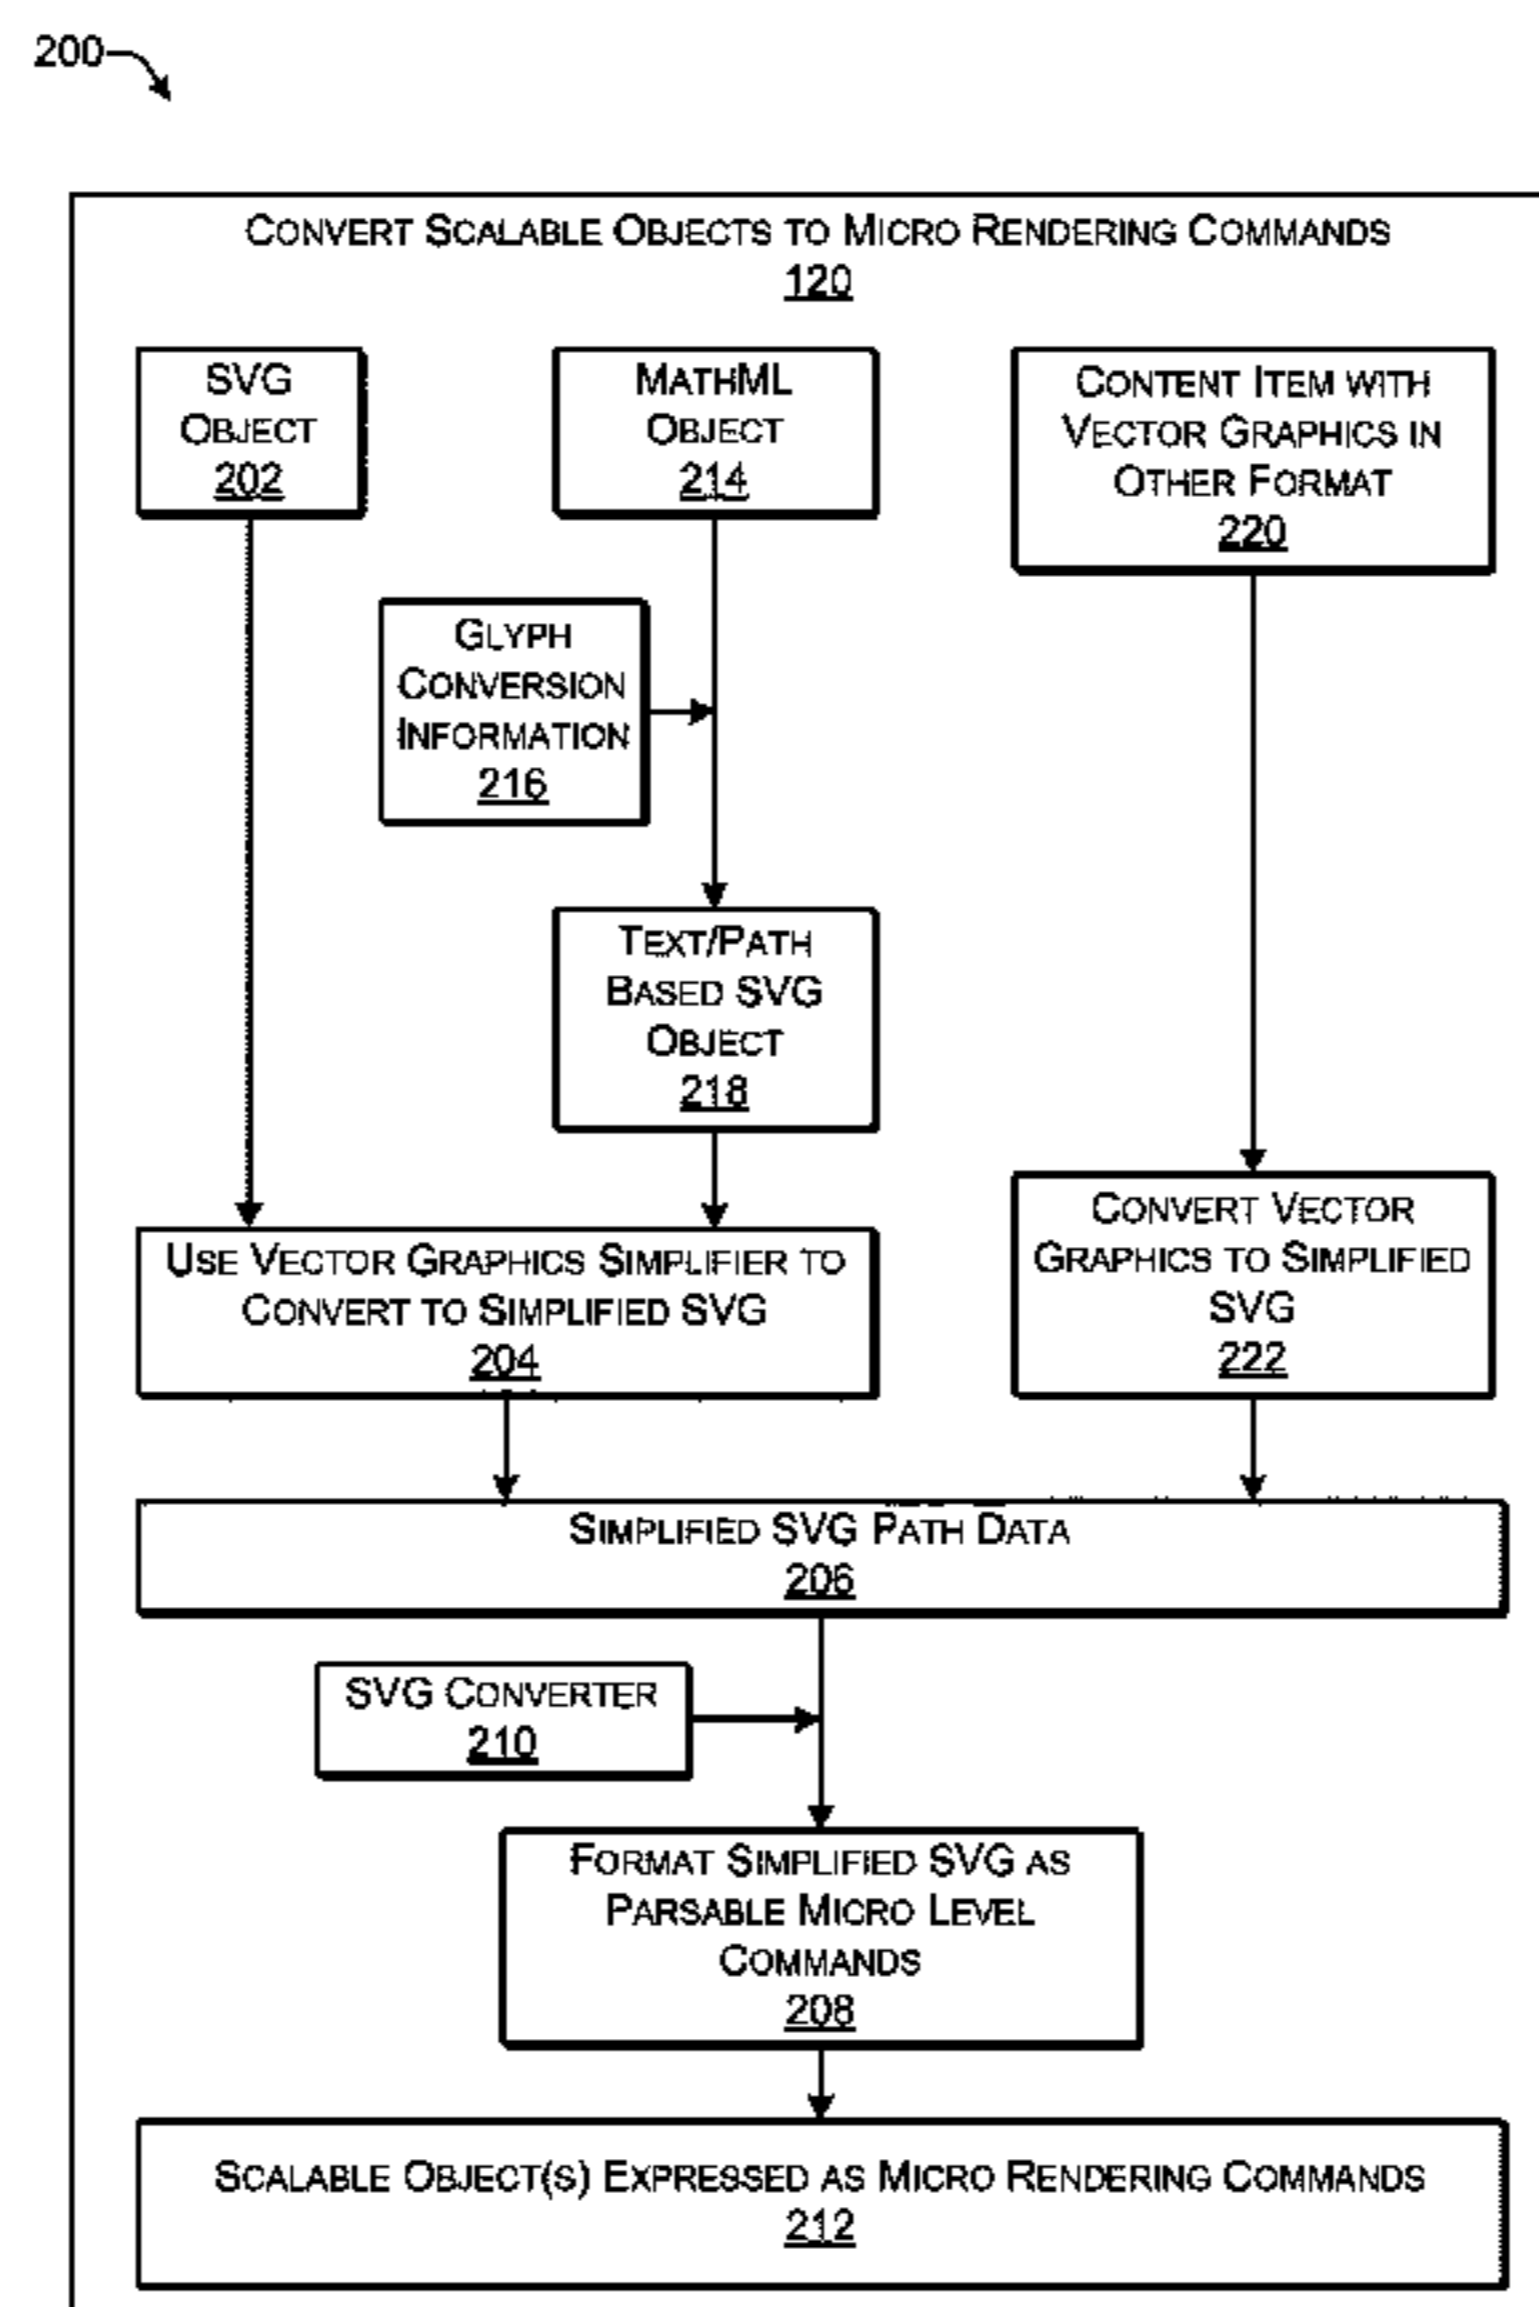 200
CONVERT SCALABLE OBJECTS TO MICRO RENDERING COMMANDS
120
SVG
OBJECT
202
MATHML
OBJECT
214
CONTENT ITEM WITH
VECTOR GRAPHICS IN
OTHER FORMAT
220
GLYPH
CONVERSION
INFORMATION
216
TEXT/PATH
BASED SVG
OBJECT
218
USE VECTOR GRAPHICS SIMPLIFIER TO
CONVERT TO SIMPLIFIED SVG
204
CONVERT VECTOR
GRAPHICS TO SIMPLIFIED
SVG
222
SIMPLIFIED SVG PATH DATA
206
SVG CONVERTER
210
FORMAT SIMPLIFIED SVG AS
PARSABLE MICRO LEVEL
COMMANDS
208
SCALABLE OBJECT(S) EXPRESSED AS MICRO RENDERING COMMANDS
212